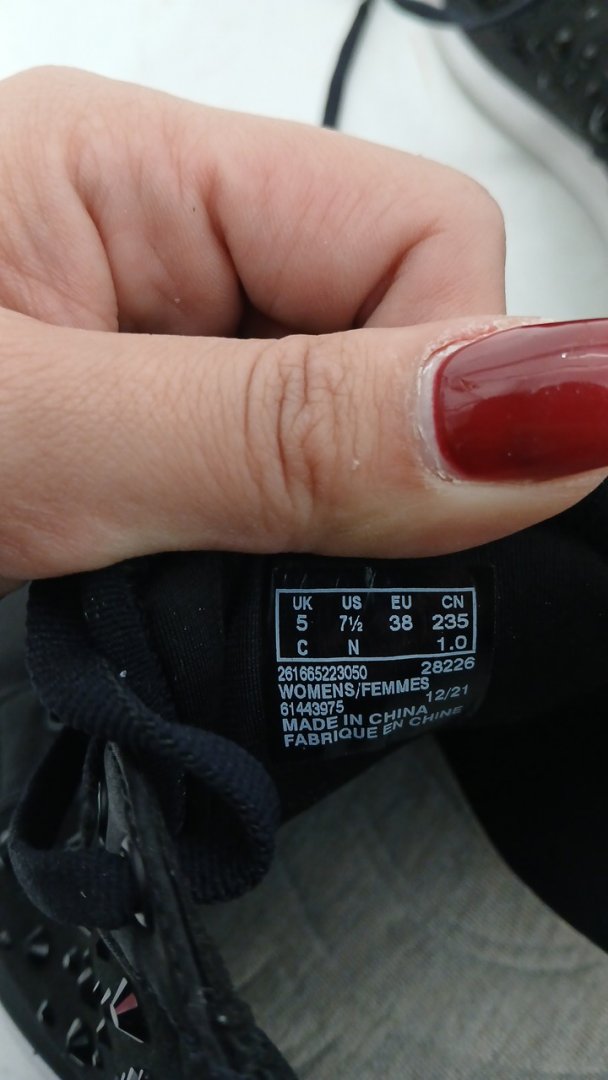 UK US EU CN
5 7½ 38 235
C N 1.0
261665223050 28226
WOMENS/FEMMES
61443975 12/21
MADE IN CHINA
FABRIQUE EN CHINE